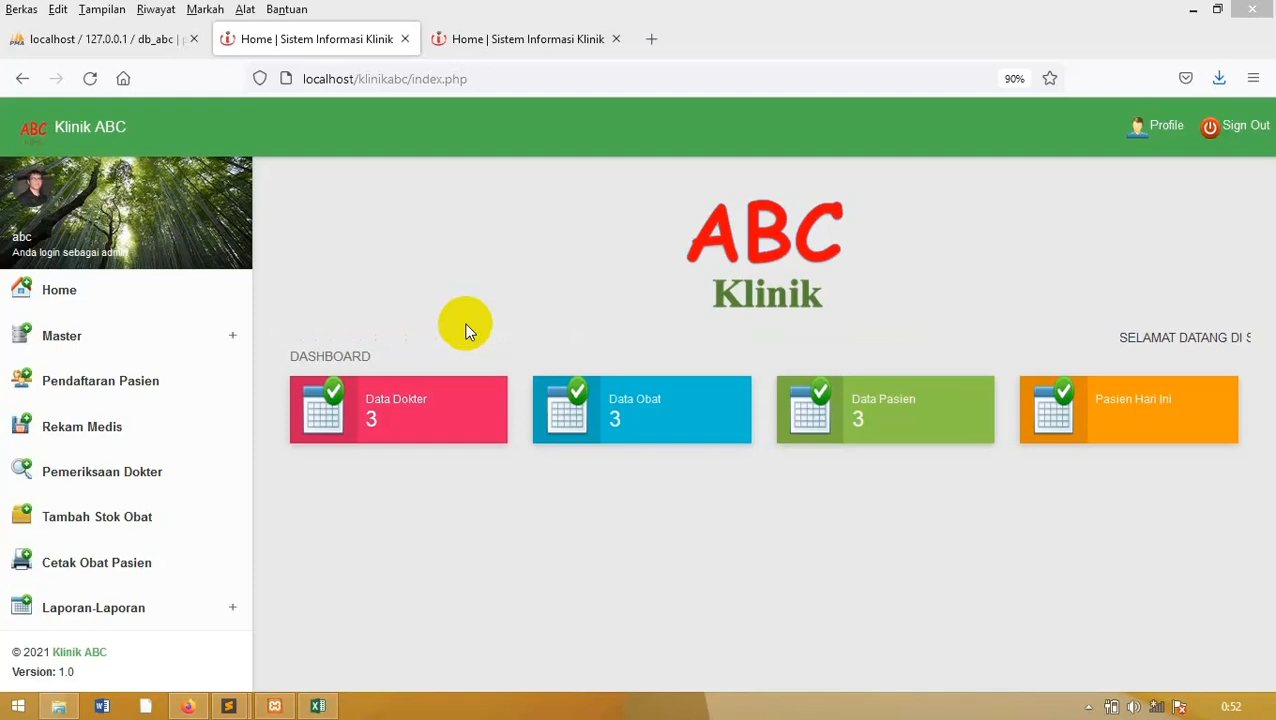 Berkas Edit Tampilan Riwayat Markah Alat Bantuan
localhost / 127.0.0.1 / db_abc |
Home | Sistem Informasi Klinik
Home | Sistem Informasi Klinik
localhost/klinikabc/index.php
90%
ABC
Klinik ABC
Profile
Sign Out
abc
Anda login sebagai admin
Home
Master
Pendaftaran Pasien
Rekam Medis
Pemeriksaan Dokter
Tambah Stok Obat
Cetak Obat Pasien
Laporan-Laporan
© 2021 Klinik ABC
Version: 1.0
ABC
Klinik
SELAMAT DATANG DI S
DASHBOARD
Data Dokter
3
Data Obat
3
Data Pasien
3
Pasien Hari Ini
0:52